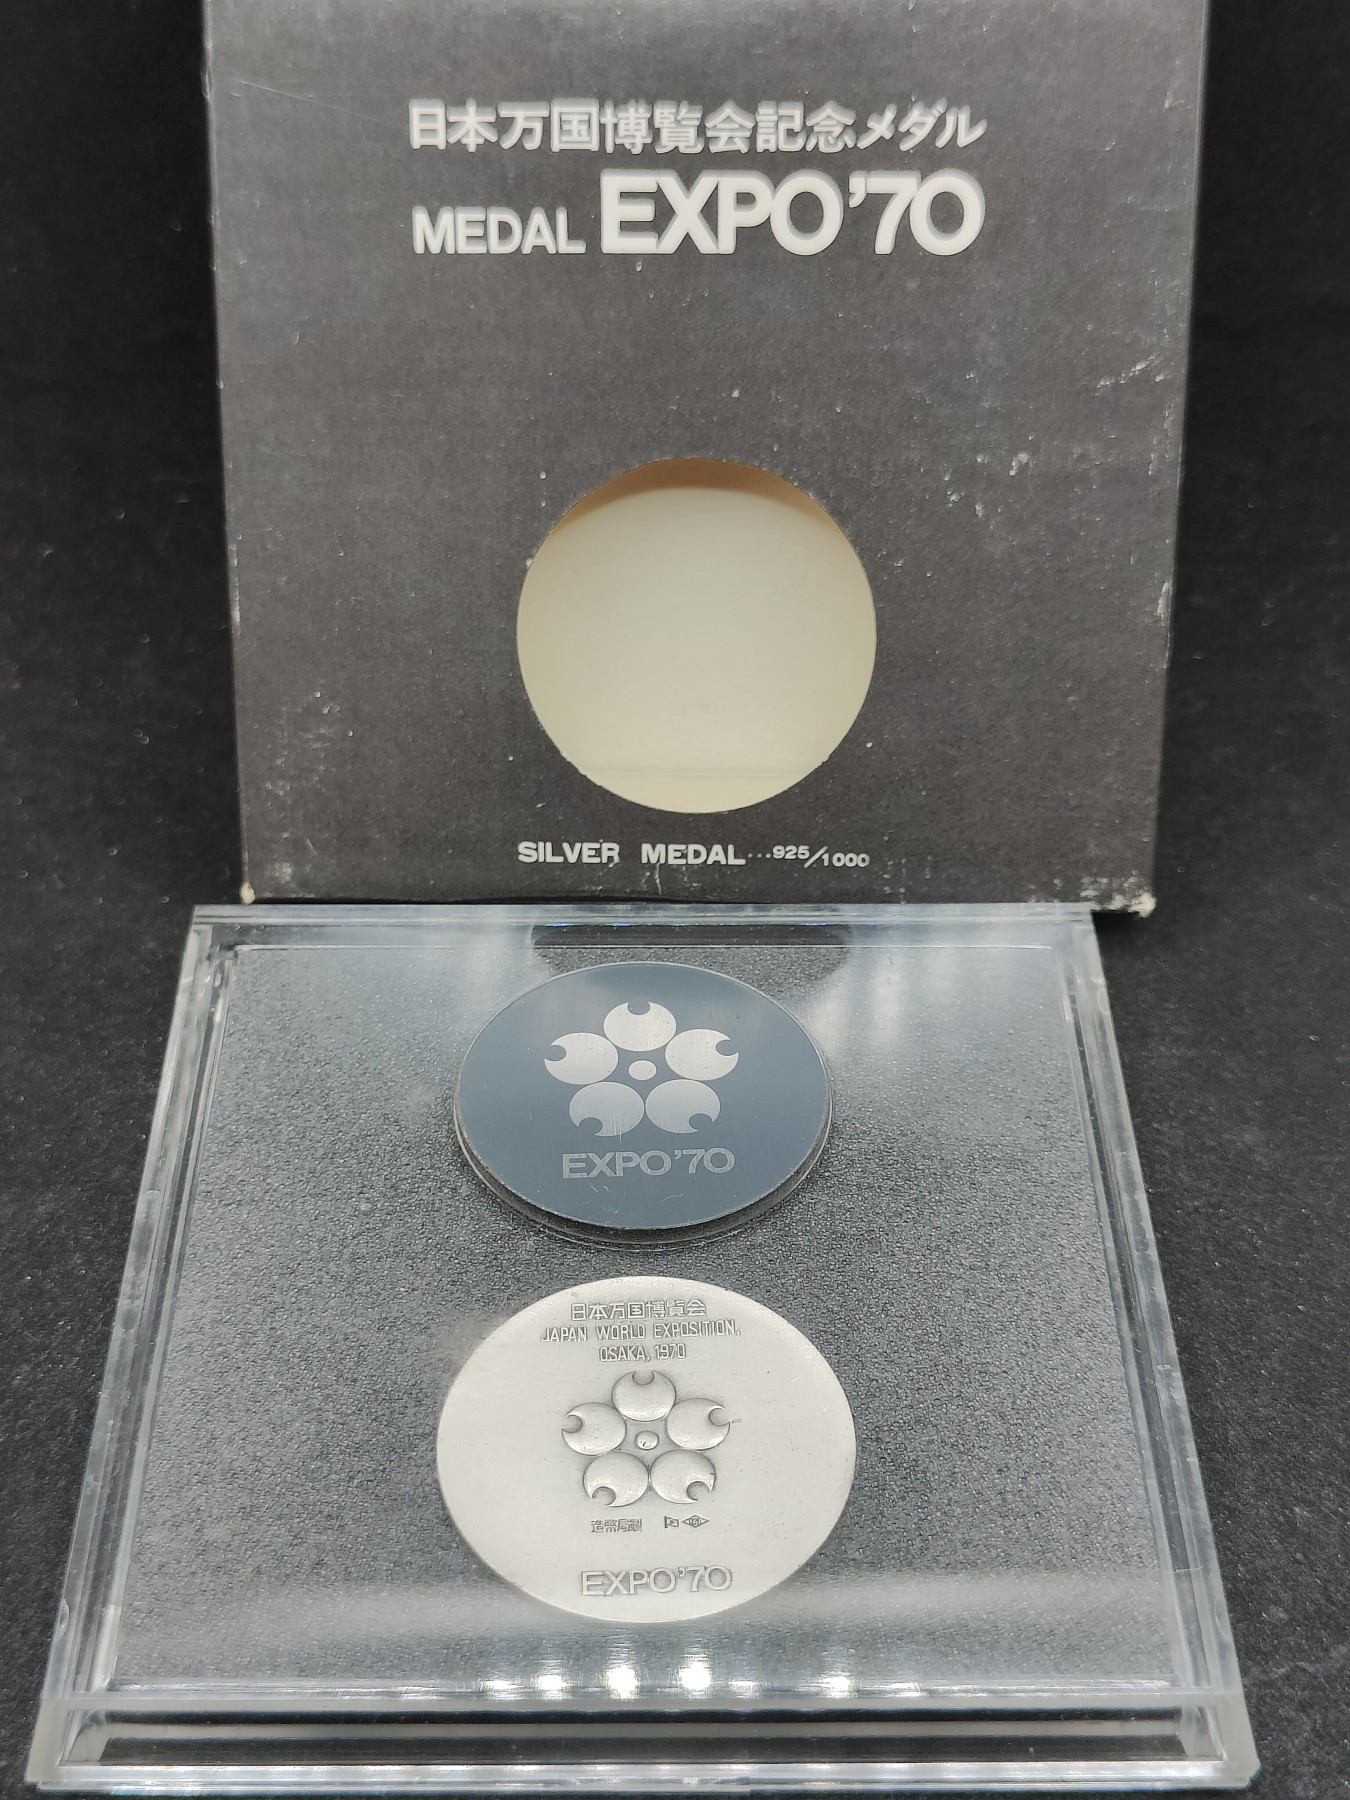 日本万国博覧会記念メダル
MEDAL EXPO'70
SILVER MEDAL…925/1000
EXPO'70
日本万国博覧会
JAPAN WORLD EXPOSITION,
OSAKA, 1970
造幣局製
EXPO'70